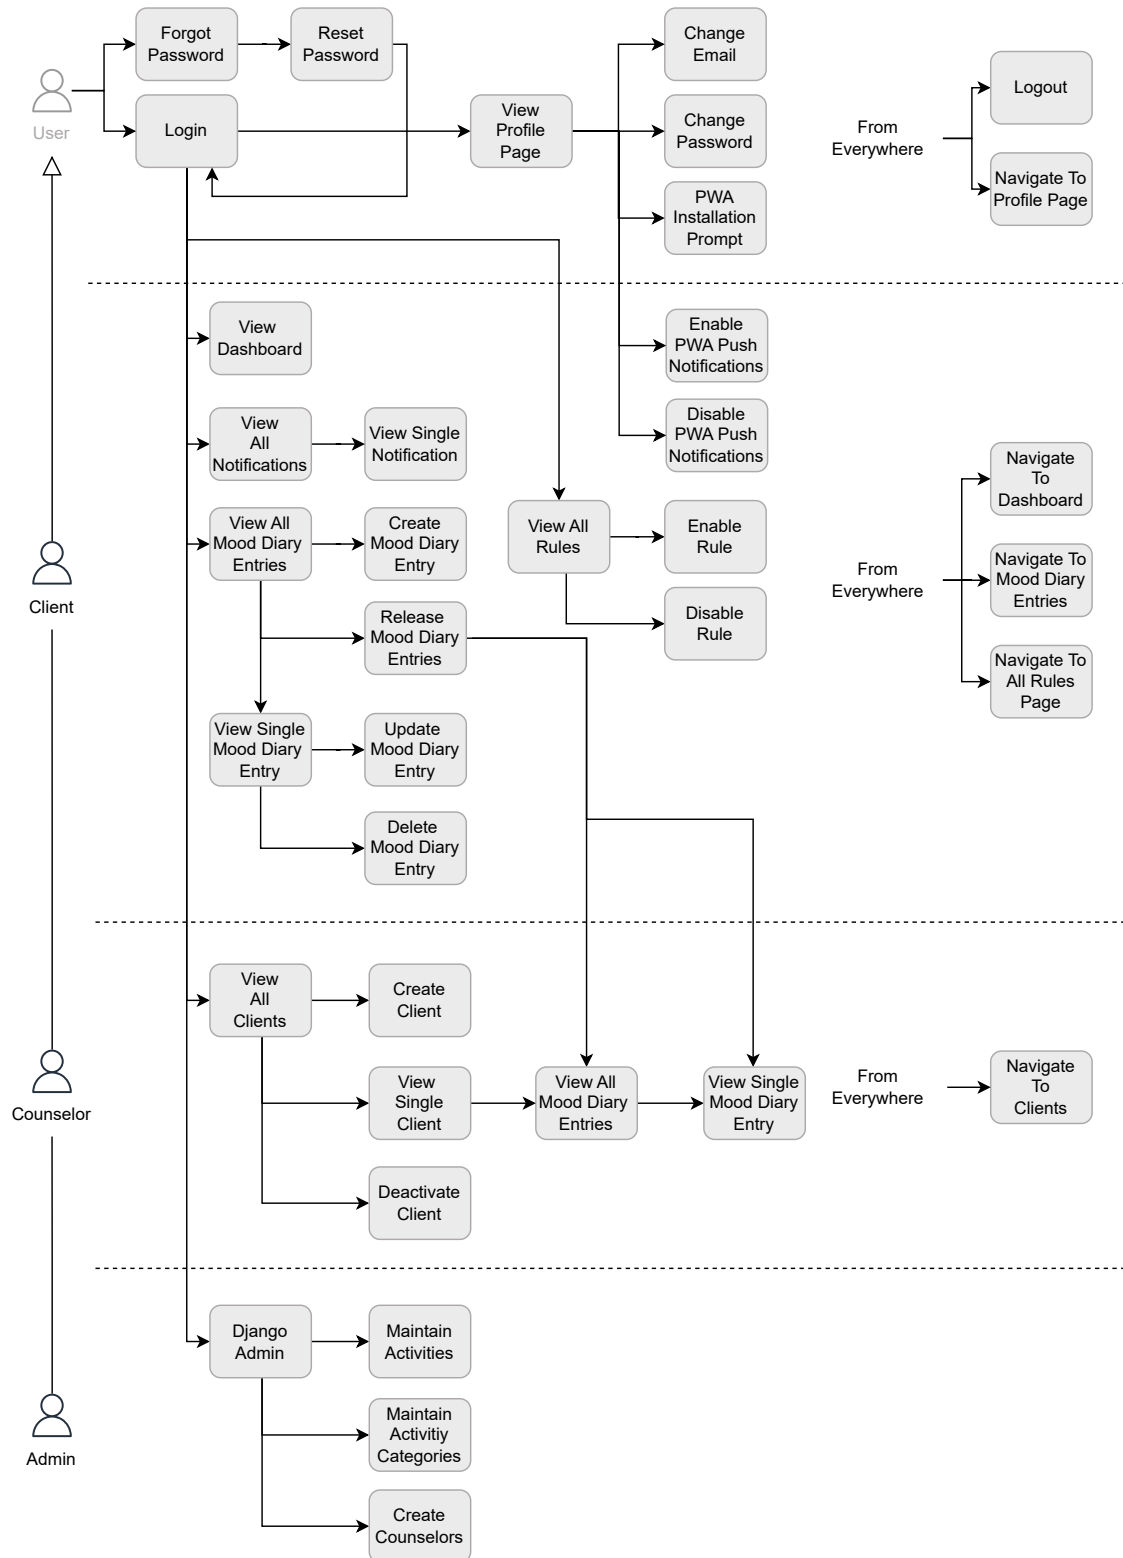 Forgot
Password
Reset
Password
Change
Email
User
Login
View
Profile
Page
Change
Password
From
Everywhere
Logout
Navigate To
Profile Page
PWA
Installation
Prompt
View
Dashboard
Enable
PWA Push
Notifications
View
All
Notifications
View Single
Notification
Disable
PWA Push
Notifications
Navigate
To
Dashboard
Client
View All
Mood Diary
Entries
Create
Mood Diary
Entry
View All
Rules
Enable
Rule
From
Everywhere
Navigate To
Mood Diary
Entries
Release
Mood Diary
Entries
Disable
Rule
Navigate To
All Rules
Page
View Single
Mood Diary
Entry
Update
Mood Diary
Entry
Delete
Mood Diary
Entry
View
All
Clients
Create
Client
Counselor
View
Single
Client
View All
Mood Diary
Entries
View Single
Mood Diary
Entry
From
Everywhere
Navigate
To
Clients
Deactivate
Client
Django
Admin
Maintain
Activities
Admin
Maintain
Activitiy
Categories
Create
Counselors